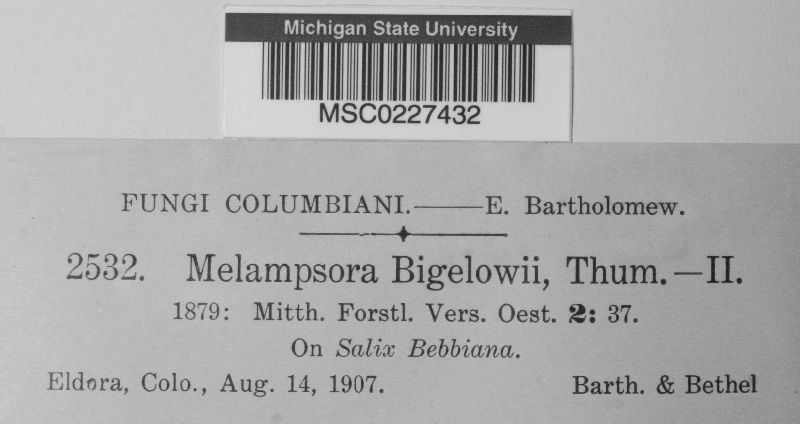 Michigan State University
MSC0227432
FUNGI COLUMBIANI.——E. Bartholomew.
2532. Melampsora Bigelowii, Thum.—II.
1879: Mitth. Forstl. Vers. Oest. 2: 37.
On Salix Bebbiana.
Eldora, Colo., Aug. 14, 1907. Barth. & Bethel